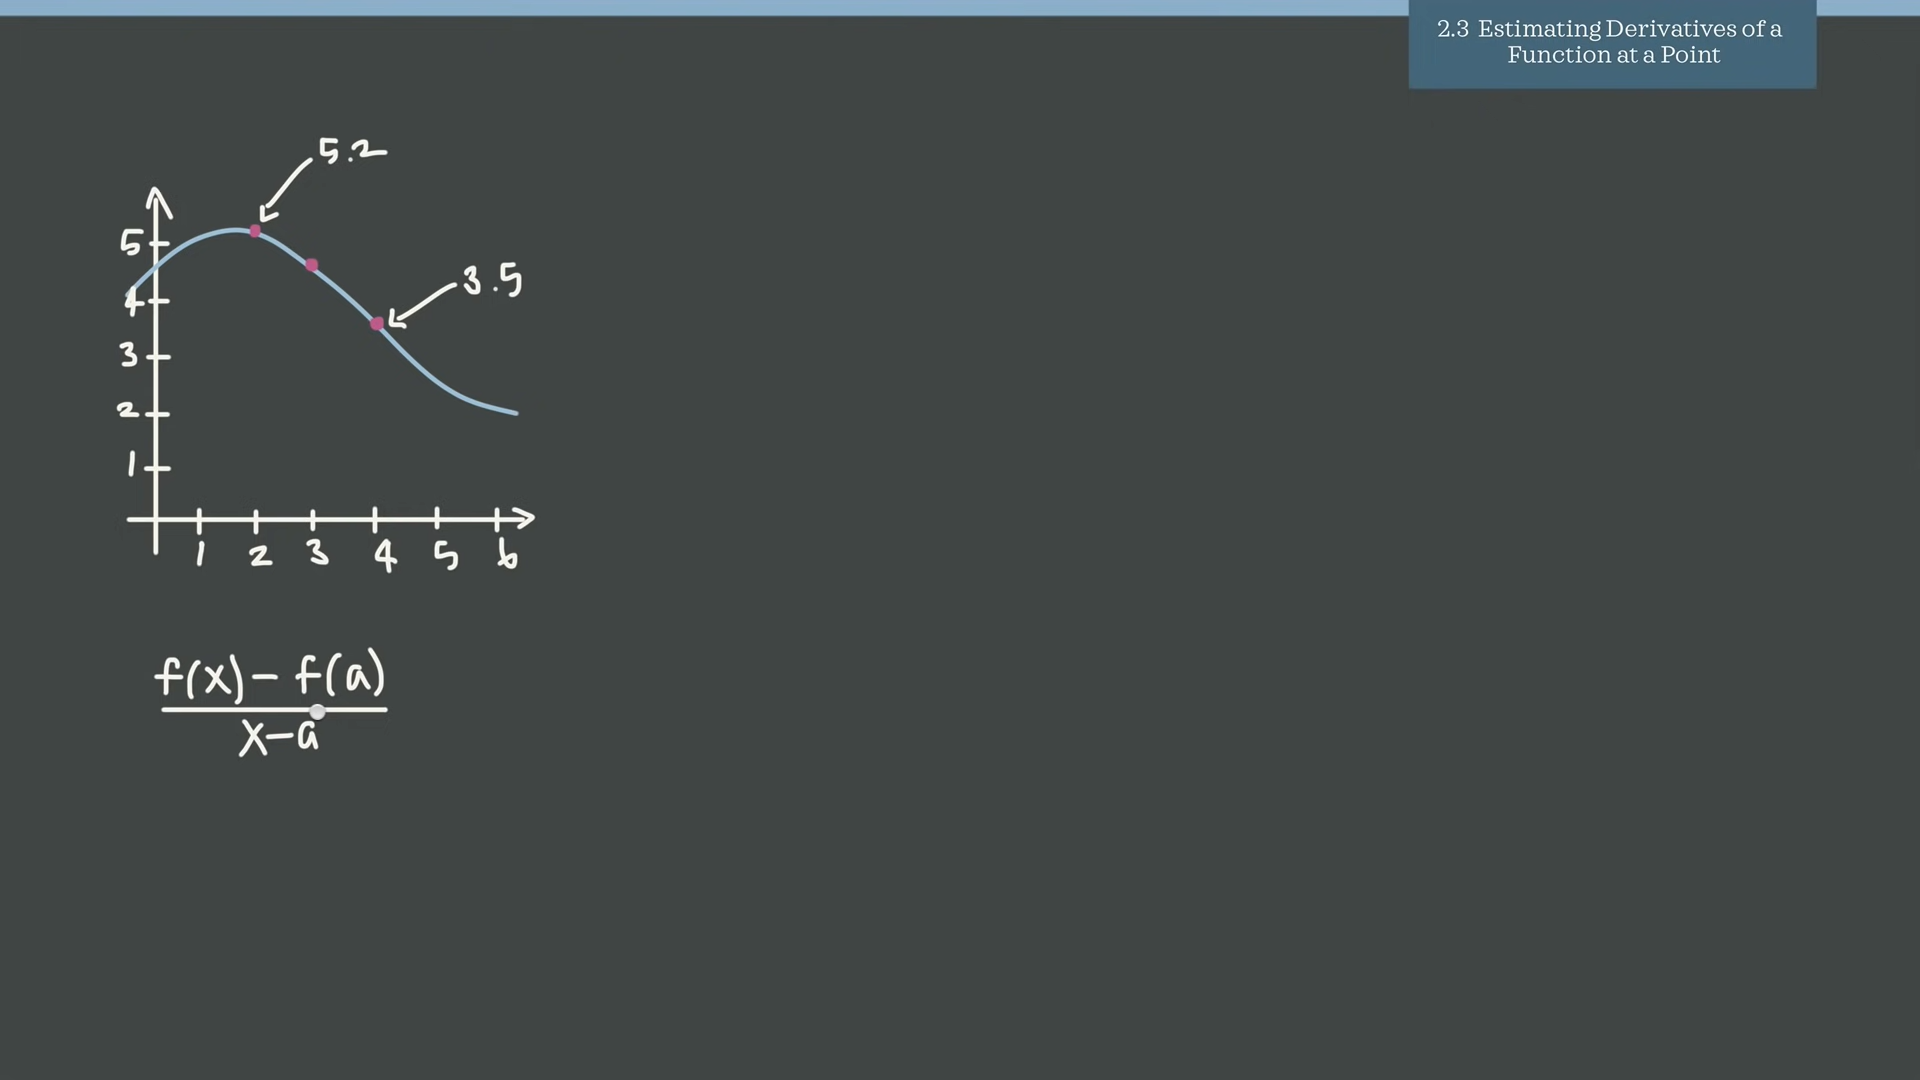 2.3 Estimating Derivatives of a
Function at a Point
5.2
3.5
5
4
3
2
1
1 2 3 4 5 6
f(x) - f(a)
x-a